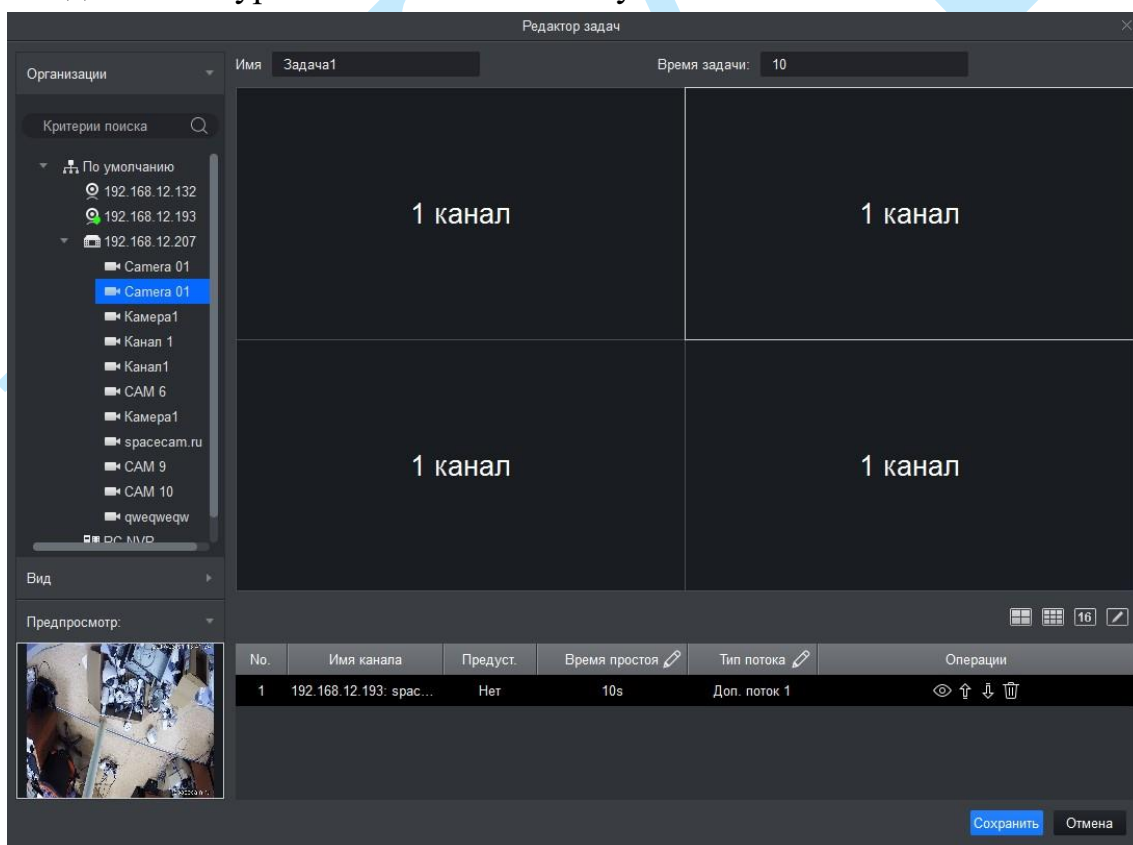 Редактор задач
Организации
Имя
Задача1
Время задачи:
10
Критерии поиска
По умолчанию
192.168.12.132
192.168.12.193
192.168.12.207
Camera 01
Camera 01
Камера1
Канал 1
Канал1
CAM 6
Камера1
spacecam.ru
CAM 9
CAM 10
qweqweqw
PC NVR
1 канал
1 канал
1 канал
1 канал
Вид
Предпросмотр:
16
No. Имя канала Предуст. Время простоя Тип потока Операции
1 192.168.12.193: spac... Нет 10s Доп. поток 1
Сохранить Отмена